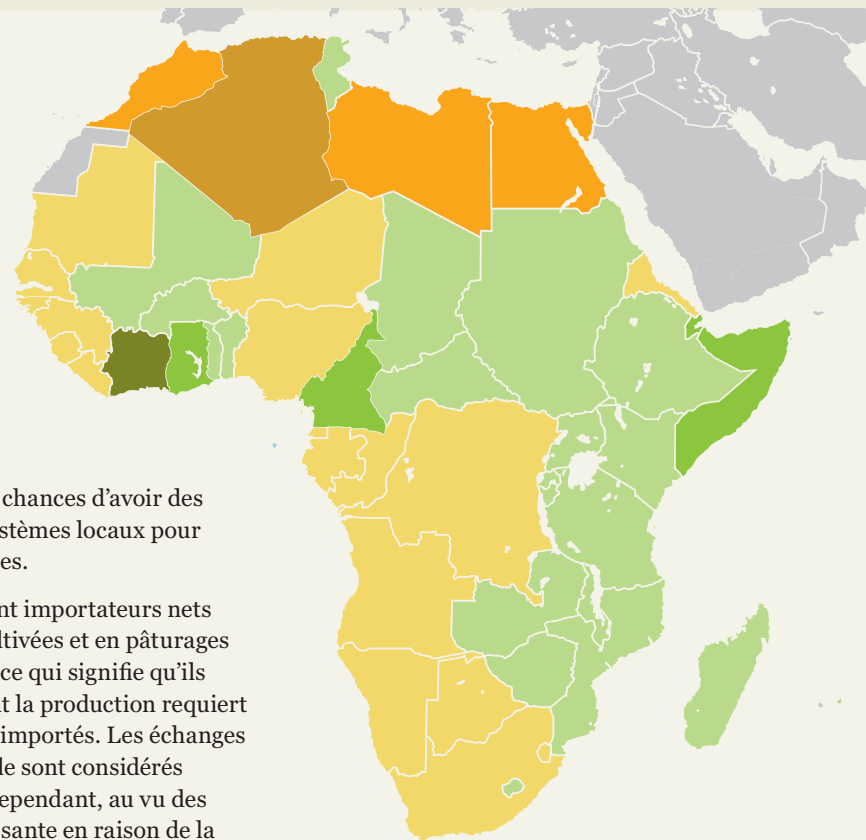 chances d’avoir des
stèmes locaux pour
es.
nt importateurs nets
ltivées et en pâturages
ce qui signifie qu’ils
t la production requiert
importés. Les échanges
le sont considérés
ependant, au vu des
sante en raison de la